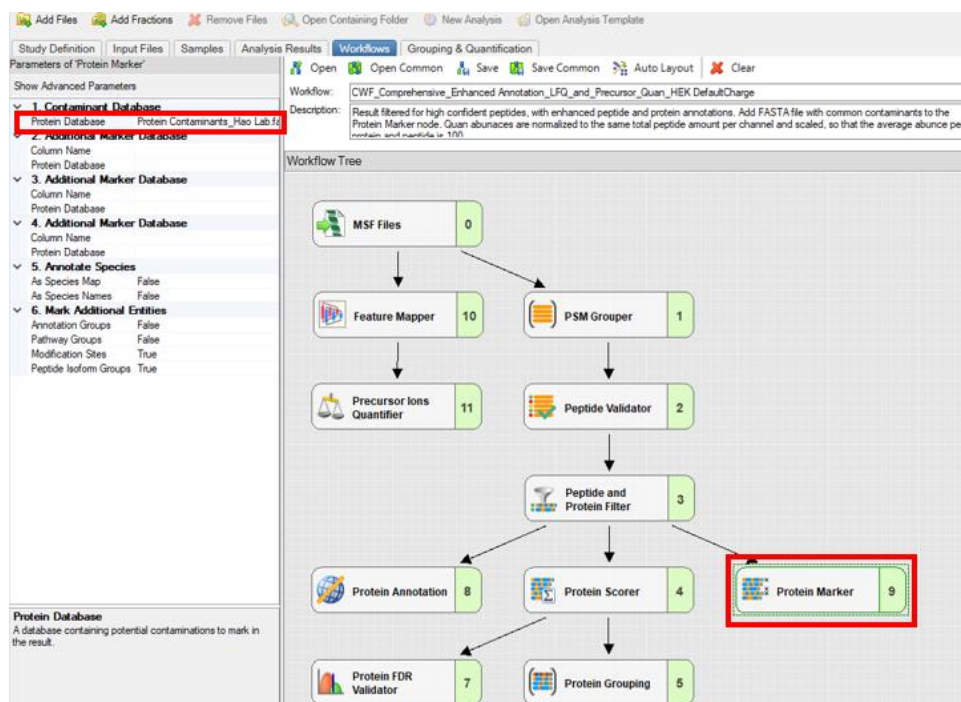 Add Files Add Fractions Remove Files Open Containing Folder New Analysis Open Analysis Template
Study Definition Input Files Samples Analysis Results Workflows Grouping & Quantification
Parameters of 'Protein Marker'
Show Advanced Parameters
1. Contaminant Database
Protein Database Protein Contaminants_Hao Lab.fa
2. Additional Marker Database
Column Name
Protein Database
3. Additional Marker Database
Column Name
Protein Database
4. Additional Marker Database
Column Name
Protein Database
5. Annotate Species
As Species Map False
As Species Names False
6. Mark Additional Entities
Annotation Groups False
Pathway Groups False
Modification Sites True
Peptide Isoform Groups True
Protein Database
A database containing potential contaminations to mark in
the result.
Open Open Common Save Save Common Auto Layout Clear
Workflow: CWF_Comprehensive_Enhanced Annotation_LFQ_and_Precursor_Quan_HEK DefaultCharge
Description: Result filtered for high confident peptides, with enhanced peptide and protein annotations. Add FASTA file with common contaminants to the
Protein Marker node. Quan abunaces are normalized to the same total peptide amount per channel and scaled, so that the average abunce pe
protein and peptide is 100.
Workflow Tree
MSF Files 0
Feature Mapper 10
PSM Grouper 1
Precursor Ions
Quantifier 11
Peptide Validator 2
Peptide and
Protein Filter 3
Protein Annotation 8
Protein Scorer 4
Protein Marker 9
Protein FDR
Validator 7
Protein Grouping 5